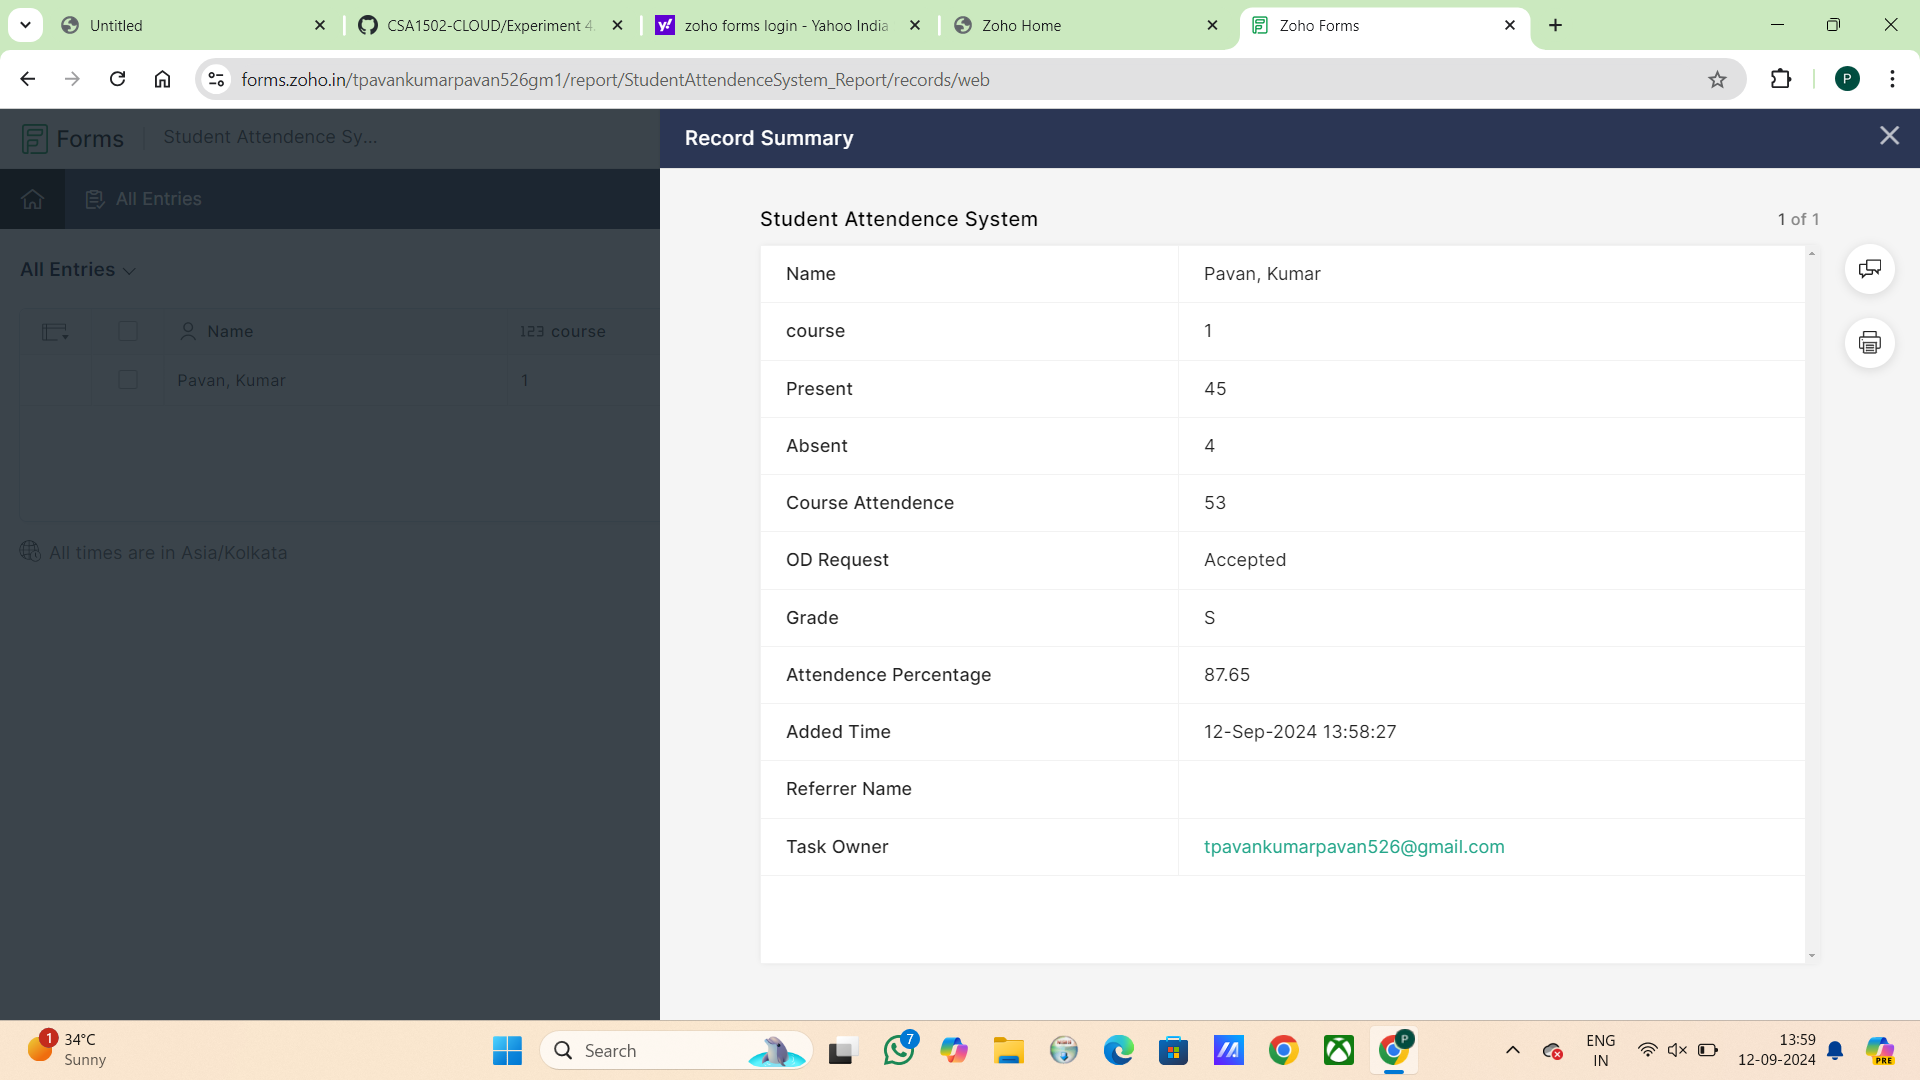 Untitled
CSA1502-CLOUD/Experiment 4.
zoho forms login - Yahoo India
Zoho Home
Zoho Forms
forms.zoho.in/tpavankumarpavan526gm1/report/StudentAttendenceSystem_Report/records/web
P
Forms
Student Attendence Sy...
Record Summary
All Entries
Student Attendence System
1 of 1
All Entries
Name
123 course
Pavan, Kumar
1
All times are in Asia/Kolkata
Name Pavan, Kumar
course 1
Present 45
Absent 4
Course Attendence 53
OD Request Accepted
Grade S
Attendence Percentage 87.65
Added Time 12-Sep-2024 13:58:27
Referrer Name
Task Owner tpavankumarpavan526@gmail.com
1
34°C
Sunny
Search
7
P
ENG
IN
13:59
12-09-2024
PRE